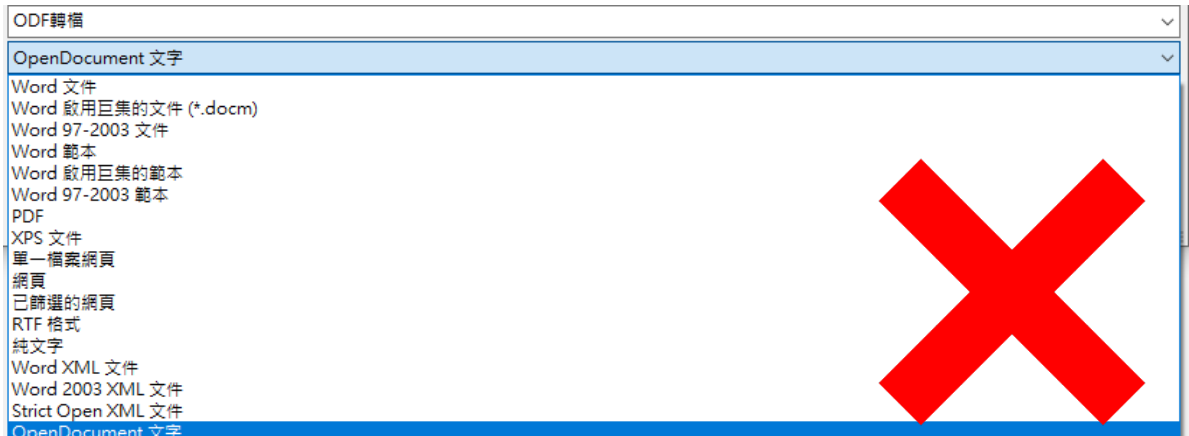 ODF轉檔
OpenDocument 文字
Word 文件
Word 啟用巨集的文件 (*.docm)
Word 97-2003 文件
Word 範本
Word 啟用巨集的範本
Word 97-2003 範本
PDF
XPS 文件
單一檔案網頁
網頁
已篩選的網頁
RTF 格式
純文字
Word XML 文件
Word 2003 XML 文件
Strict Open XML 文件
OpenDocument 文字